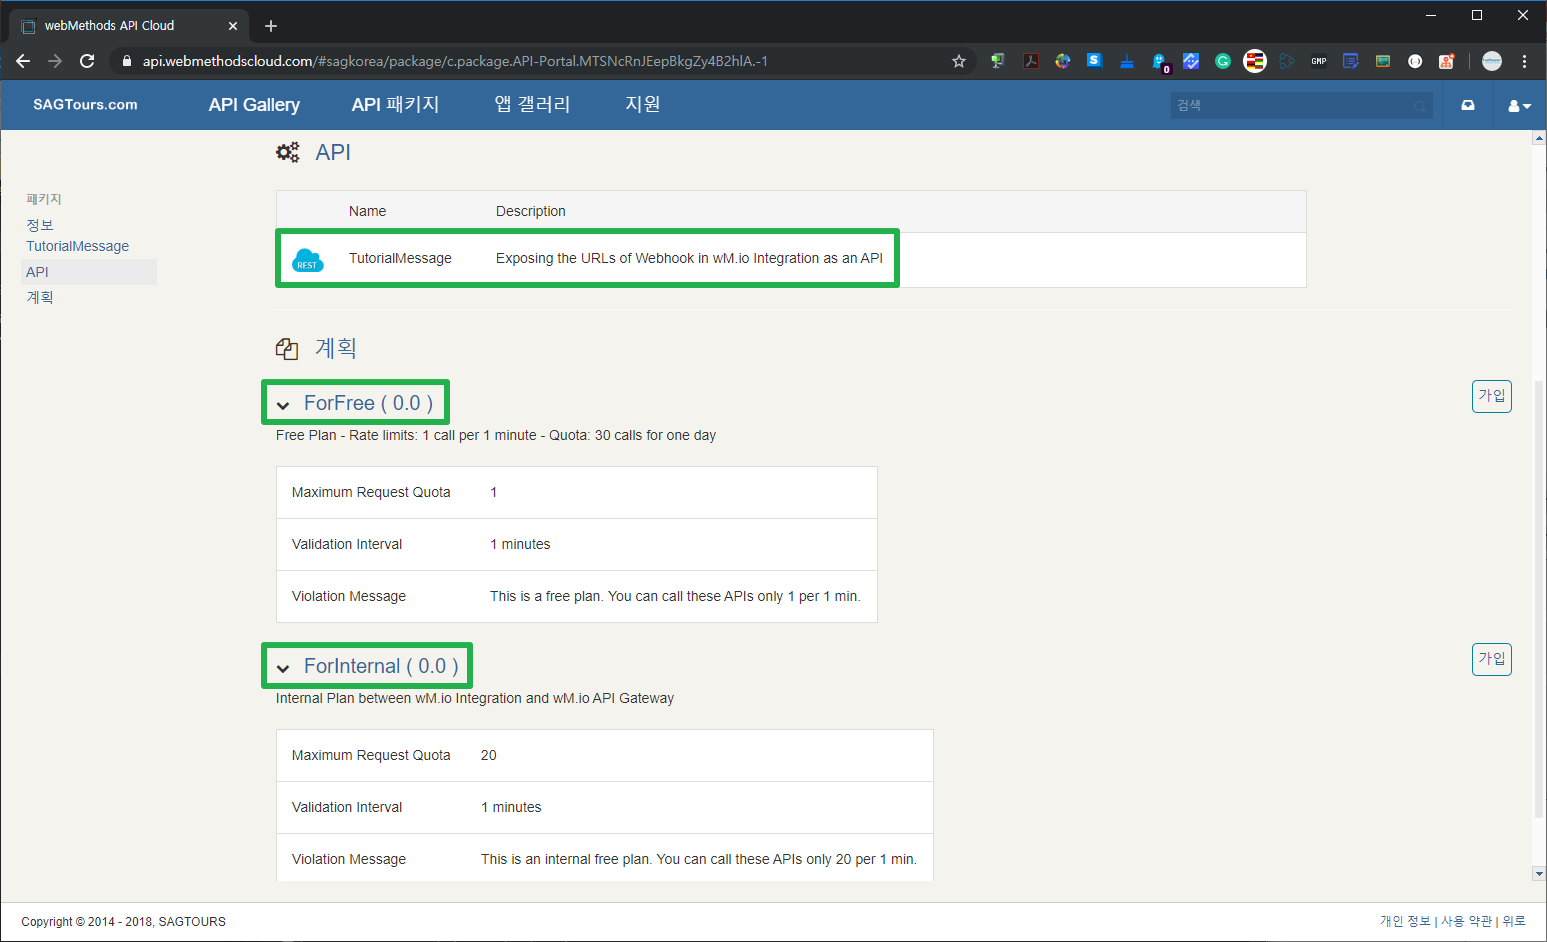 webMethods API Cloud
api.webmethodscloud.com/#sagkorea/package/c.package.API-Portal.MTSNcRnJEepBkgZy4B2hlA.-1
S
0
G
GMP
SAGTours.com
API Gallery
API 패키지
앱 갤러리
지원
검색
패키지
정보
TutorialMessage
API
계획
API
Name Description
REST TutorialMessage Exposing the URLs of Webhook in wM.io Integration as an API
계획
ForFree ( 0.0 )
가입
Free Plan - Rate limits: 1 call per 1 minute - Quota: 30 calls for one day
Maximum Request Quota 1
Validation Interval 1 minutes
Violation Message This is a free plan. You can call these APIs only 1 per 1 min.
ForInternal ( 0.0 )
가입
Internal Plan between wM.io Integration and wM.io API Gateway
Maximum Request Quota 20
Validation Interval 1 minutes
Violation Message This is an internal free plan. You can call these APIs only 20 per 1 min.
Copyright © 2014 - 2018, SAGTOURS
개인 정보 | 사용 약관 | 위로